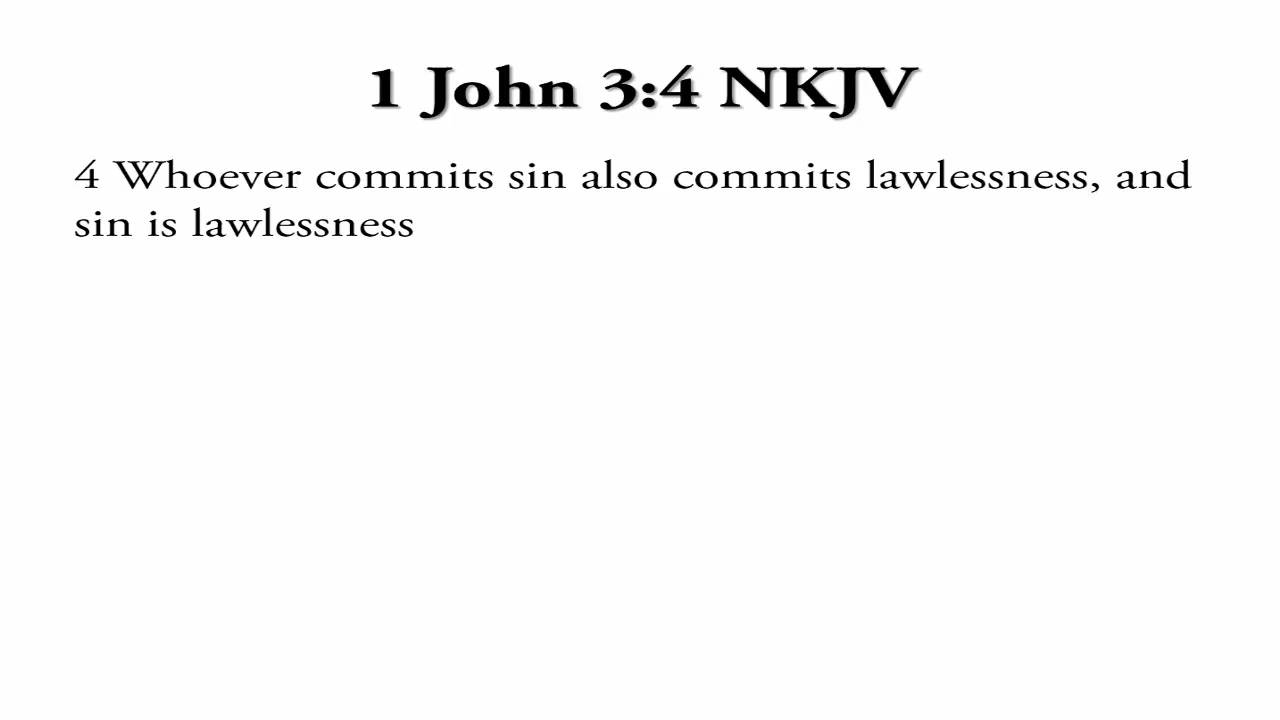 1 John 3:4 NKJV
4 Whoever commits sin also commits lawlessness, and
sin is lawlessness